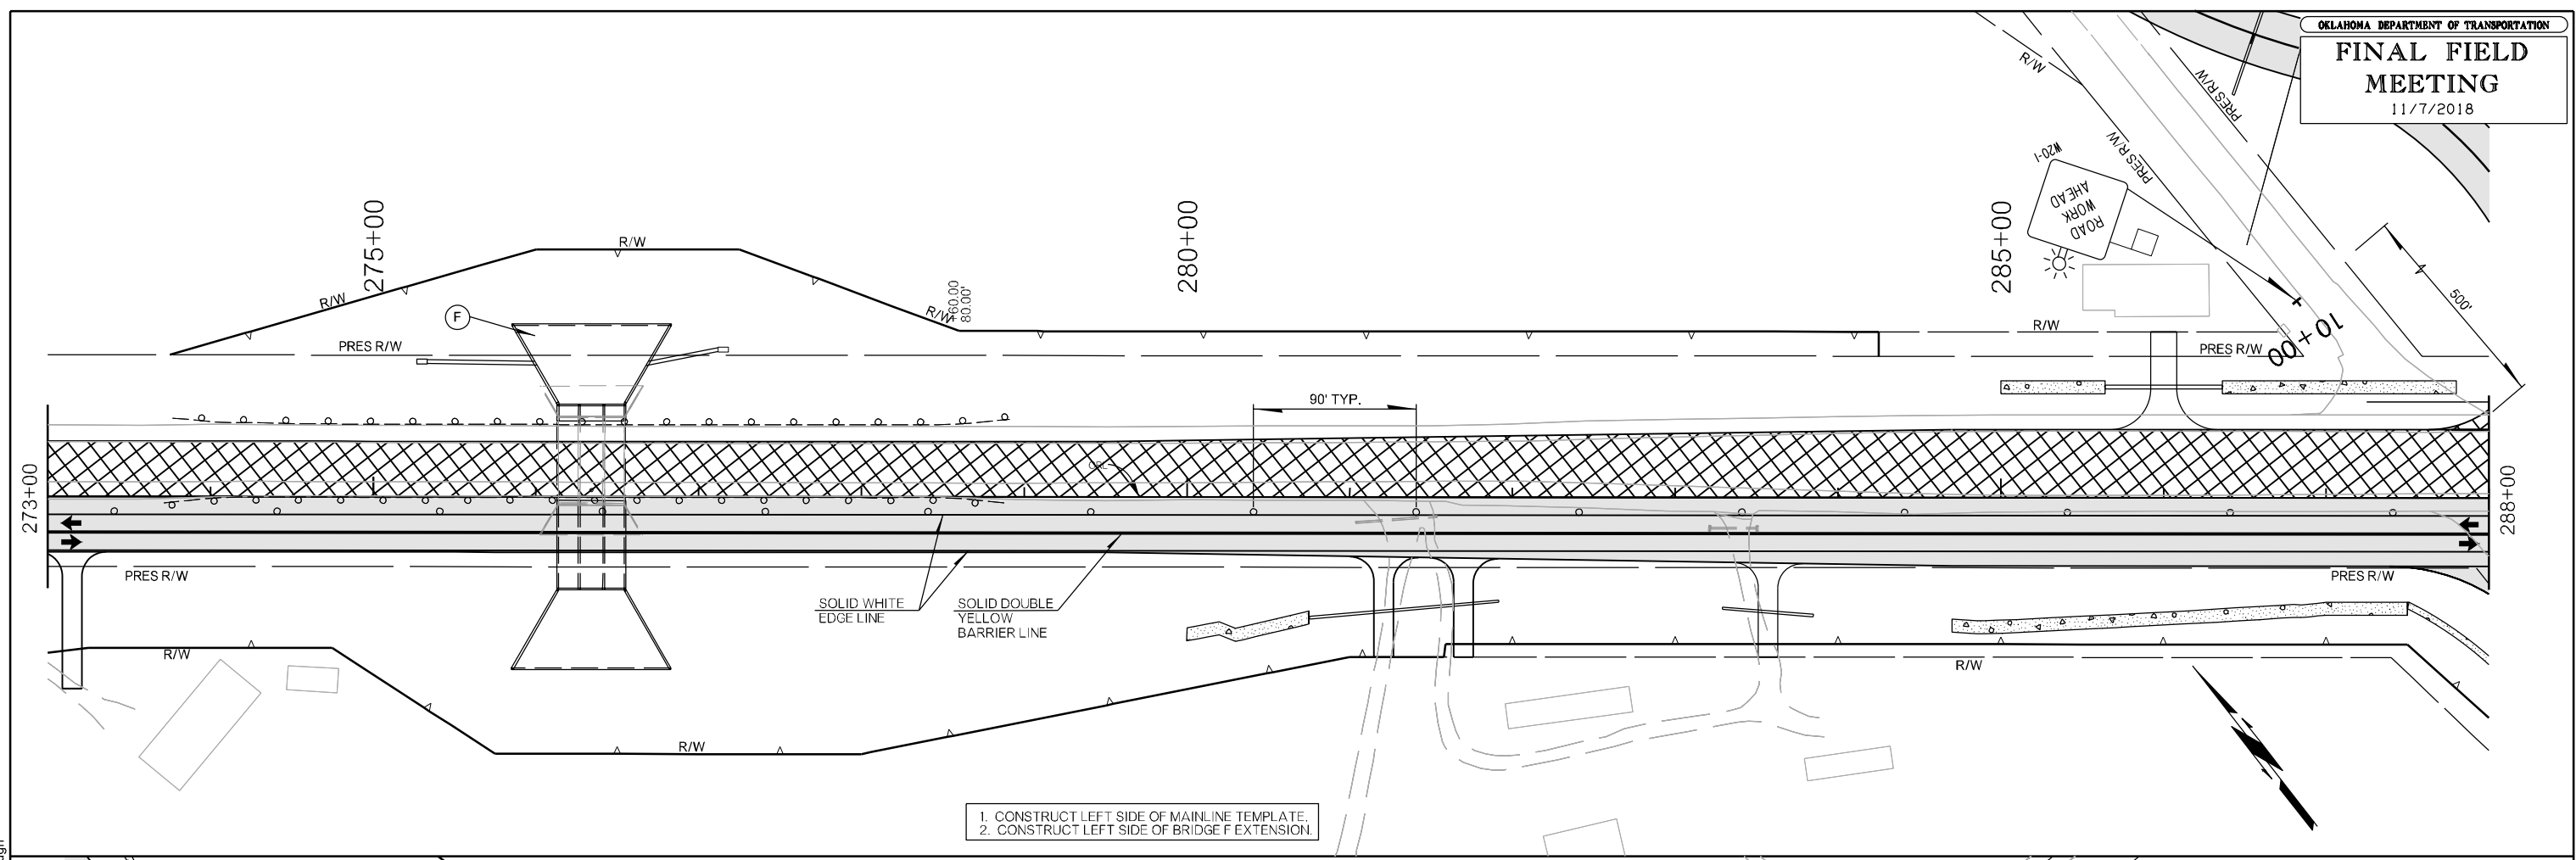 OKLAHOMA DEPARTMENT OF TRANSPORTATION
FINAL FIELD
MEETING
11/7/2018
R/W
PRES R/W
PRES R/W
W20-1
ROAD
WORK
AHEAD
500'
10+00
275+00
280+00
285+00
R/W
R/W
R/W
+60.00
80.00'
F
PRES R/W
R/W
PRES R/W
90' TYP.
CRL
273+00
288+00
PRES R/W
PRES R/W
SOLID WHITE
EDGE LINE
SOLID DOUBLE
YELLOW
BARRIER LINE
R/W
R/W
R/W
1. CONSTRUCT LEFT SIDE OF MAINLINE TEMPLATE.
2. CONSTRUCT LEFT SIDE OF BRIDGE F EXTENSION.